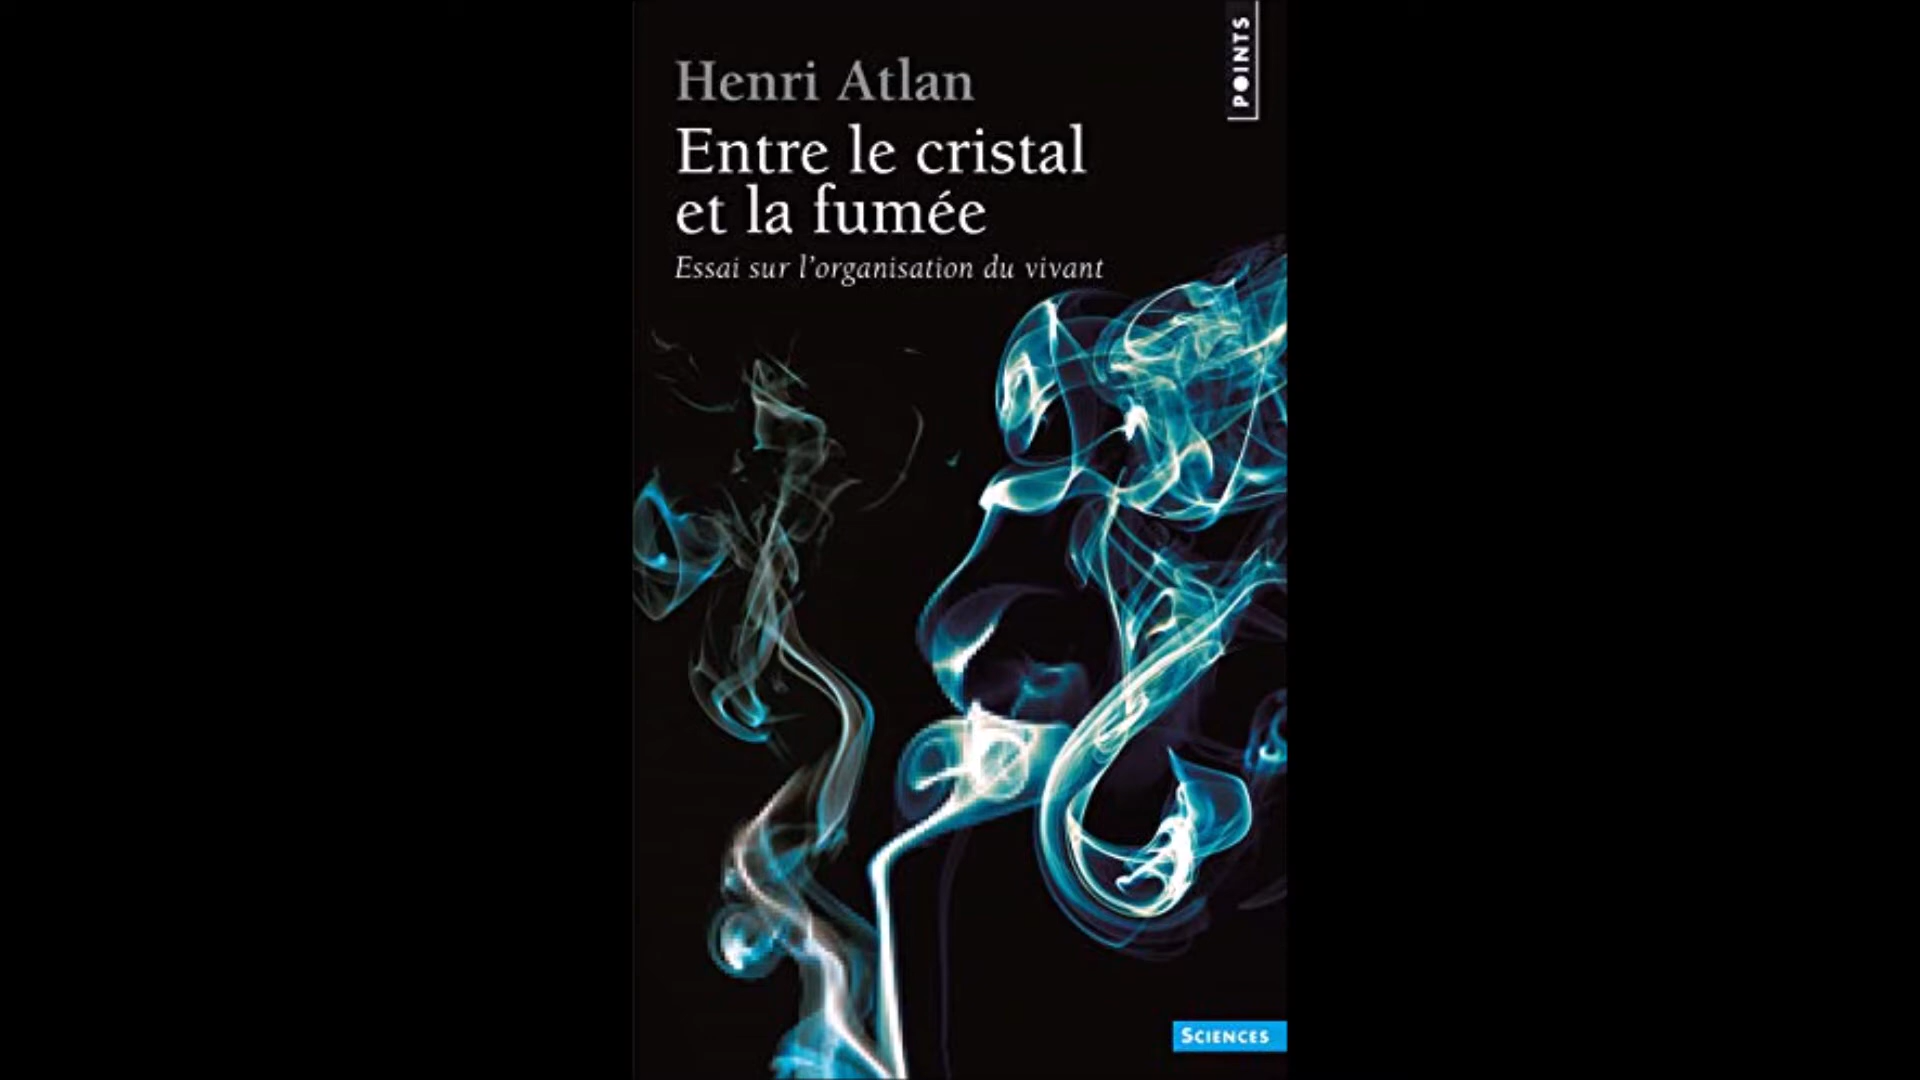 Henri Atlan
Entre le cristal
et la fumée
Essai sur l'organisation du vivant
POINTS
SCIENCES